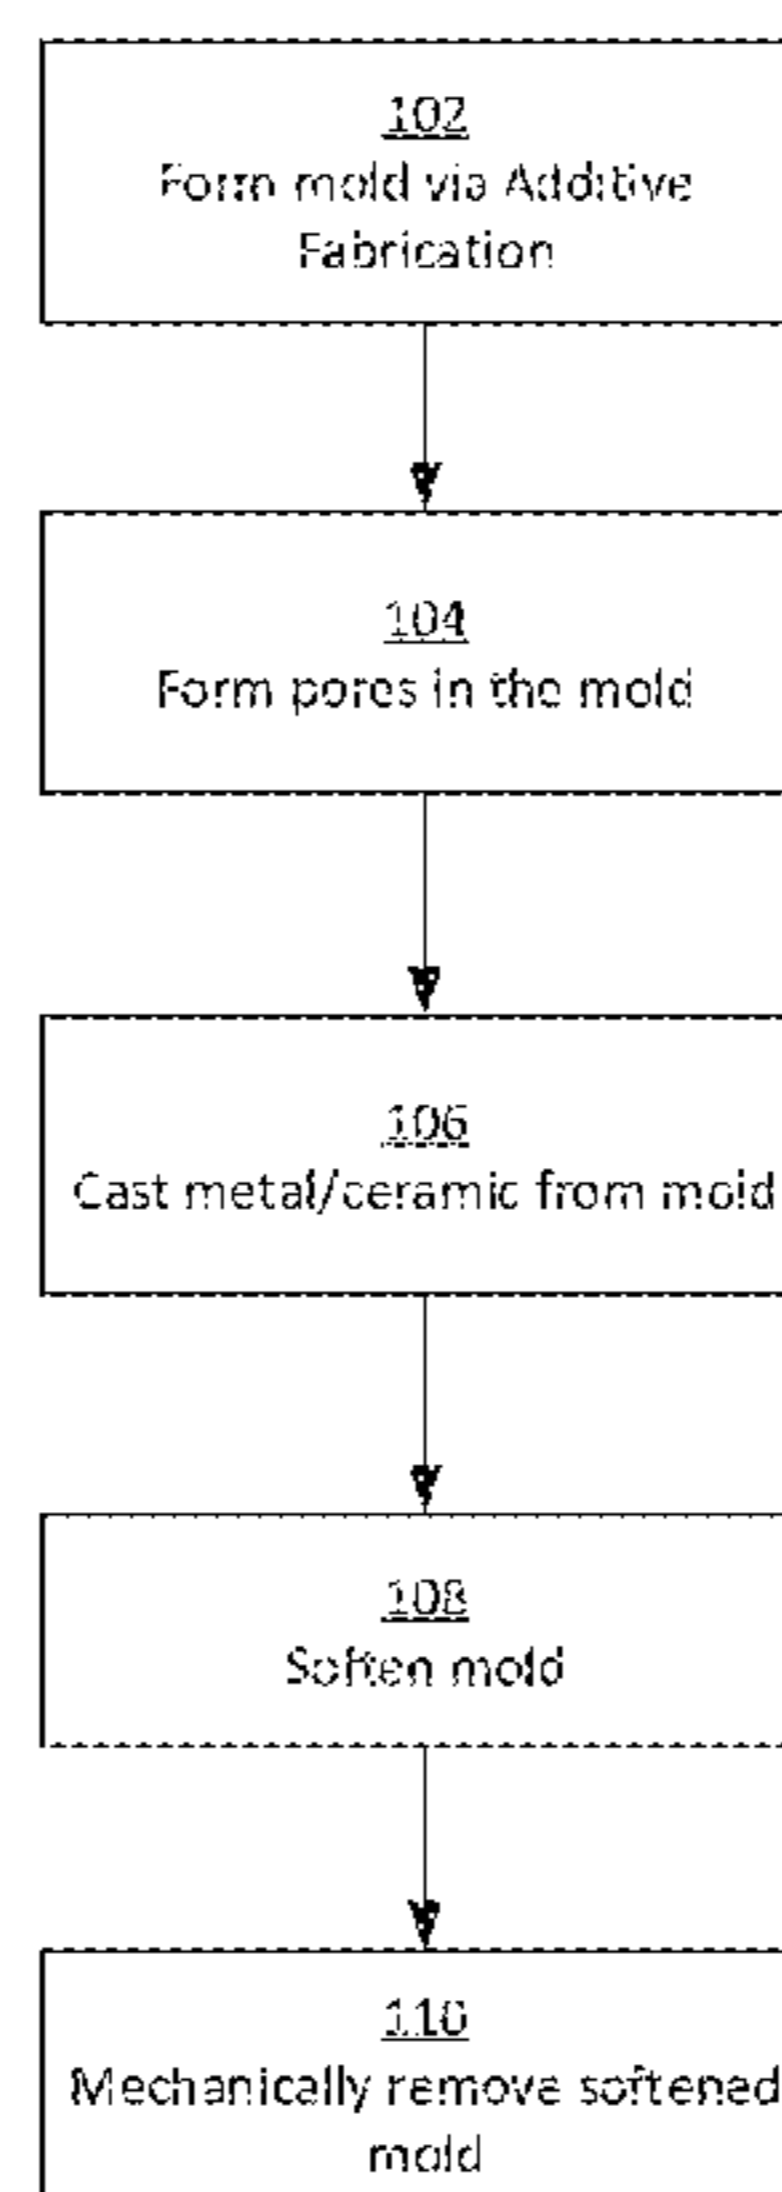 102
Form mold via Additive
Fabrication
104
Form pores in the mold
106
Cast metal/ceramic from mold
108
Soften mold
110
Mechanically remove softened
mold